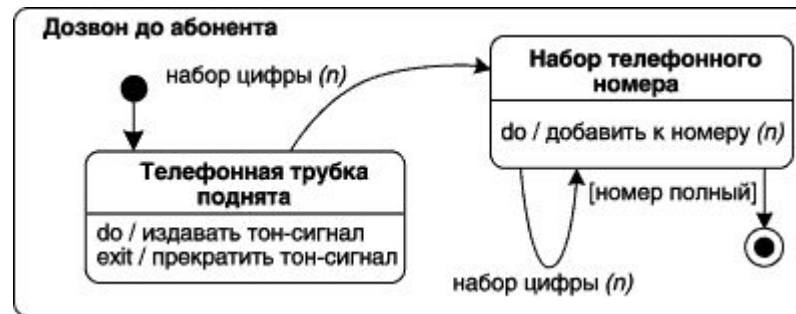 Дозвон до абонента
набор цифры (n)
Телефонная трубка
поднята
do / издавать тон-сигнал
exit / прекратить тон-сигнал
Набор телефонного
номера
do / добавить к номеру (n)
[номер полный]
набор цифры (n)